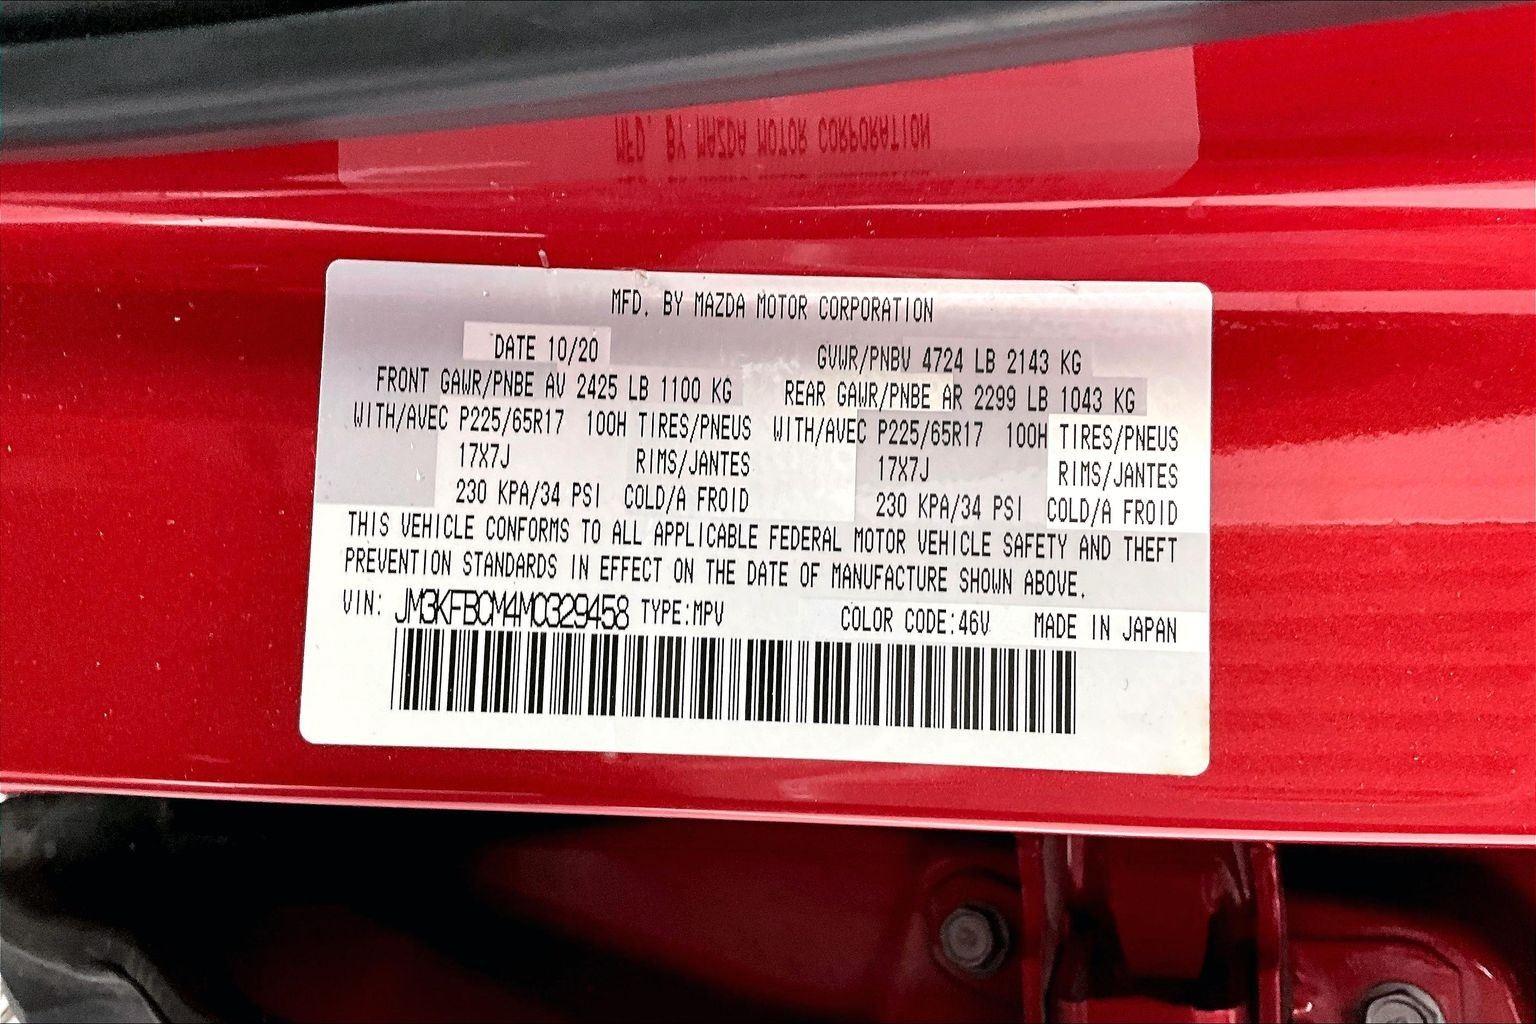 MFD. BY MAZDA MOTOR CORPORATION
MFD. BY MAZDA MOTOR CORPORATION
DATE 10/20 GVWR/PNBV 4724 LB 2143 KG
FRONT GAWR/PNBE AV 2425 LB 1100 KG REAR GAWR/PNBE AR 2299 LB 1043 KG
WITH/AVEC P225/65R17 100H TIRES/PNEUS WITH/AVEC P225/65R17 100H TIRES/PNEUS
17X7J RIMS/JANTES 17X7J RIMS/JANTES
230 KPA/34 PSI COLD/A FROID 230 KPA/34 PSI COLD/A FROID
THIS VEHICLE CONFORMS TO ALL APPLICABLE FEDERAL MOTOR VEHICLE SAFETY AND THEFT
PREVENTION STANDARDS IN EFFECT ON THE DATE OF MANUFACTURE SHOWN ABOVE.
VIN: JM3KFBCM4M0329458 TYPE:MPV COLOR CODE:46V MADE IN JAPAN